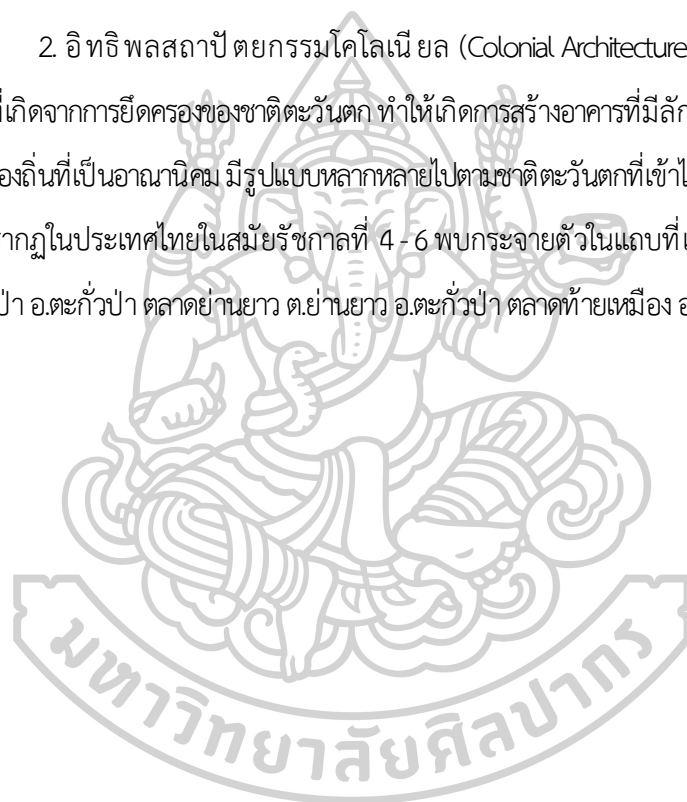 2. อิทธิพลสถาปัตยกรรมโคโลเนียล (Colonial Architecture
ที่เกิดจากการยึดครองของชาติตะวันตก ทำให้เกิดการสร้างอาคารที่มีลัก
องถิ่นที่เป็นอาณานิคม มีรูปแบบหลากหลายไปตามชาติตะวันตกที่เข้าไ
รากฏในประเทศไทยในสมัยรัชกาลที่ 4 - 6 พบกระจายตัวในแถบที่เ
ป่า อ.ตะกั่วป่า ตลาดย่านยาว ต.ย่านยาว อ.ตะกั่วป่า ตลาดท้ายเหมือง อ
มหาวิทยาลัยศิลปากร